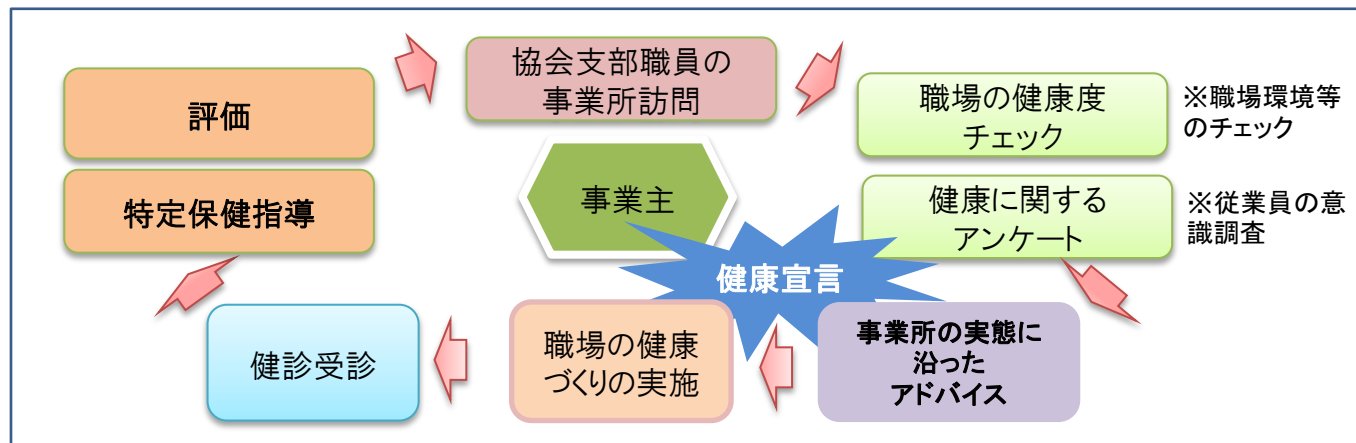 協会支部職員の
事業所訪問
職場の健康度
チェック
※職場環境等
のチェック
健康に関する
アンケート
※従業員の意
識調査
事業所の実態に
沿った
アドバイス
職場の健康
づくりの実施
健診受診
特定保健指導
評価
事業主
健康宣言